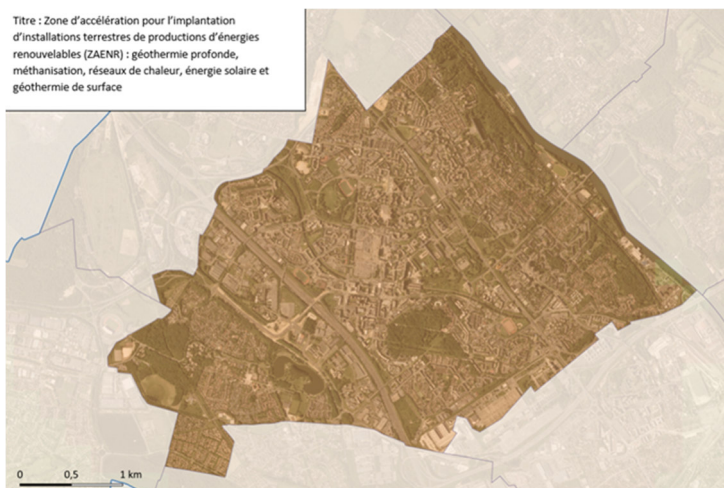 Titre : Zone d’accélération pour l’implantation
d’installations terrestres de productions d’énergies
renouvelables (ZAENR) : géothermie profonde,
méthanisation, réseaux de chaleur, énergie solaire et
géothermie de surface
0 0,5 1 km